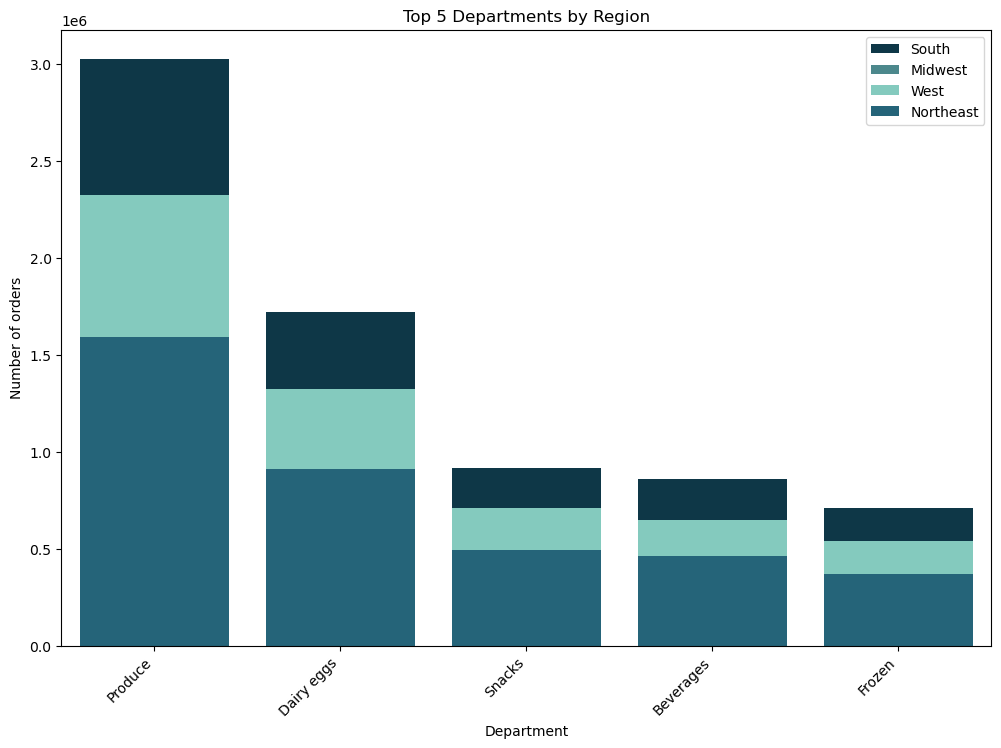 Top 5 Departments by Region
1e6
3.0
2.5
2.0
1.5
1.0
0.5
0.0
Number of orders
South
Midwest
West
Northeast
Produce
Dairy eggs
Snacks
Beverages
Frozen
Department